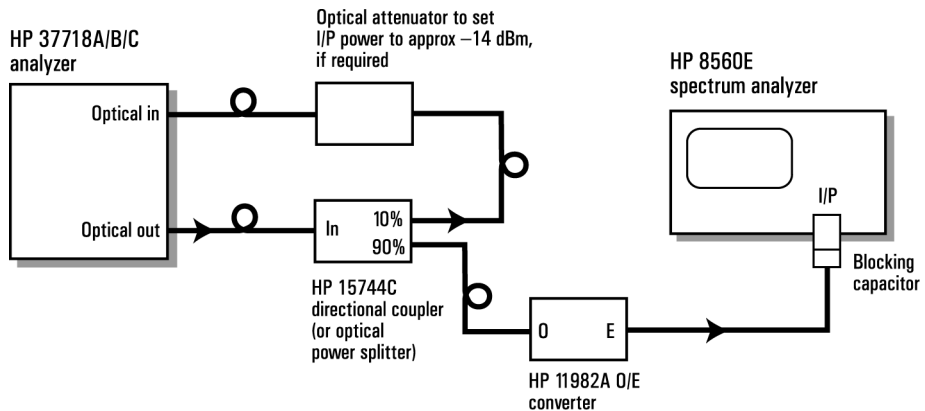 HP 37718A/B/C
analyzer
Optical attenuator to set
I/P power to approx –14 dBm,
if required
Optical in
Optical out
In
10%
90%
HP 15744C
directional coupler
(or optical
power splitter)
O
E
HP 11982A O/E
converter
HP 8560E
spectrum analyzer
I/P
Blocking
capacitor